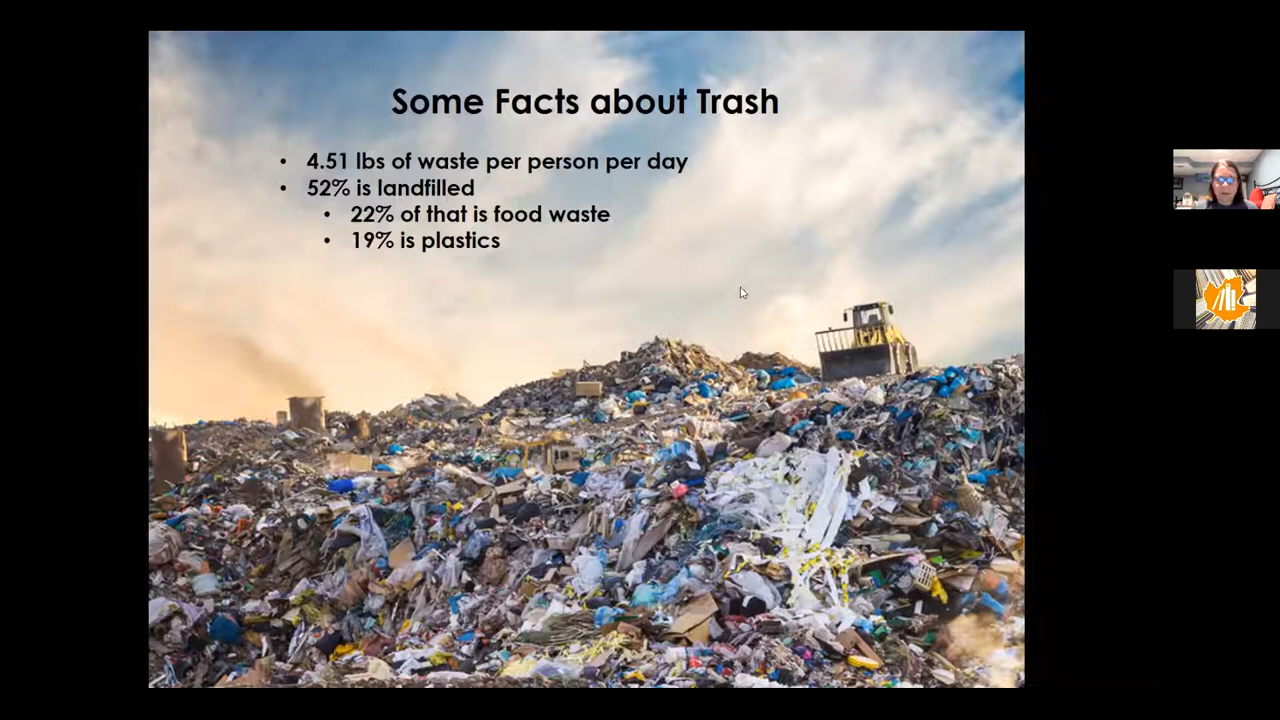 Some Facts about Trash
• 4.51 lbs of waste per person per day
• 52% is landfilled
• 22% of that is food waste
• 19% is plastics